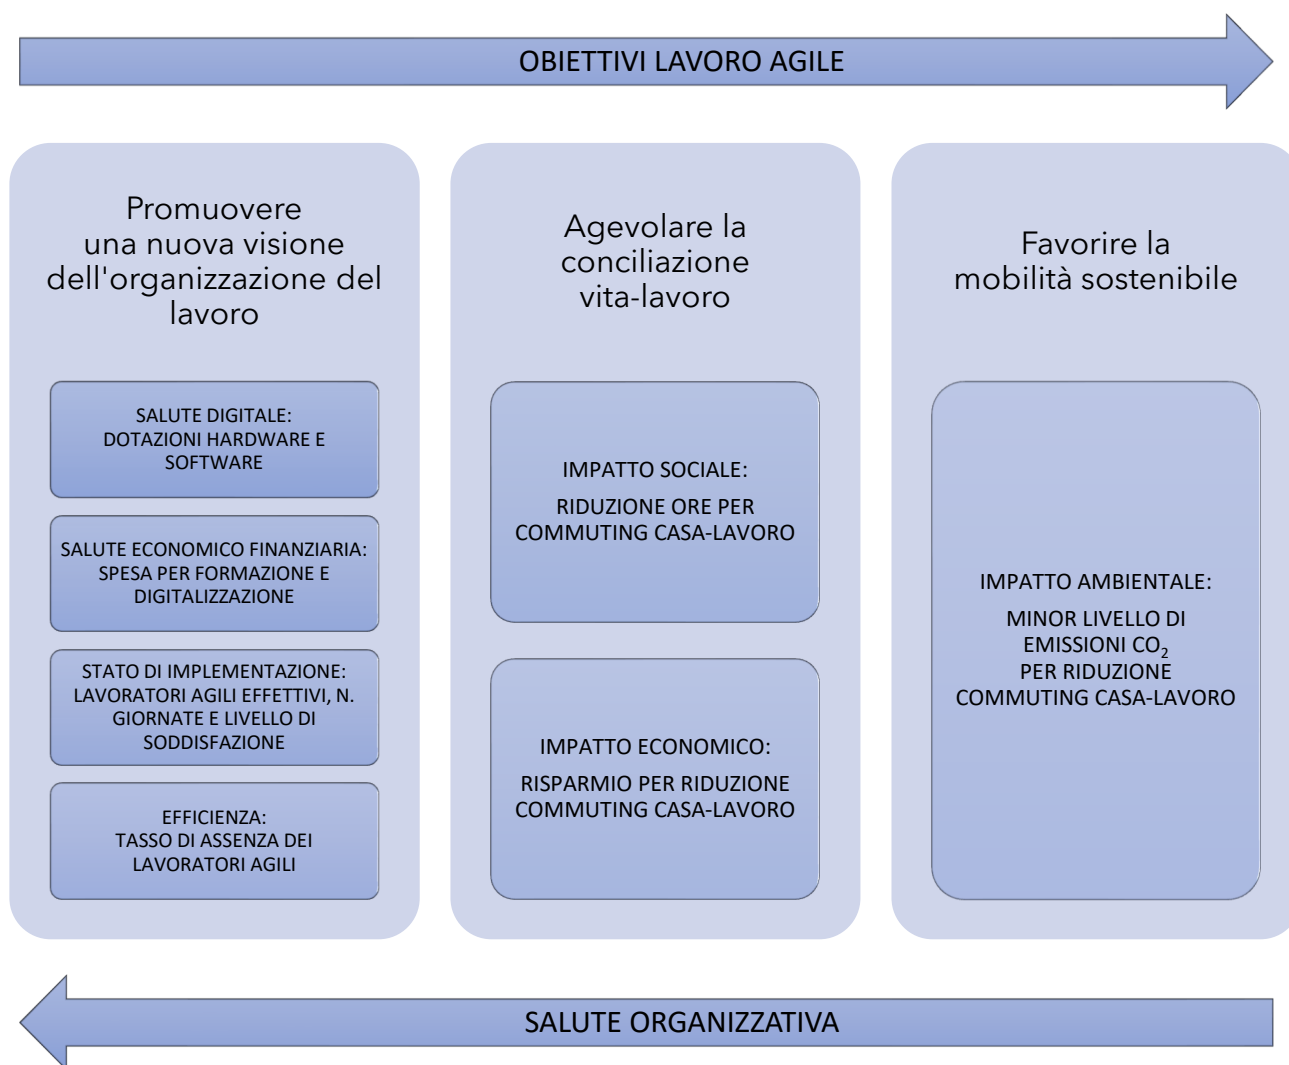 OBIETTIVI LAVORO AGILE
Promuovere
una nuova visione
dell'organizzazione del
lavoro
SALUTE DIGITALE:
DOTAZIONI HARDWARE E
SOFTWARE
SALUTE ECONOMICO FINANZIARIA:
SPESA PER FORMAZIONE E
DIGITALIZZAZIONE
STATO DI IMPLEMENTAZIONE:
LAVORATORI AGILI EFFETTIVI, N.
GIORNATE E LIVELLO DI
SODDISFAZIONE
EFFICIENZA:
TASSO DI ASSENZA DEI
LAVORATORI AGILI
Agevolare la
conciliazione
vita-lavoro
IMPATTO SOCIALE:
RIDUZIONE ORE PER
COMMUTING CASA-LAVORO
IMPATTO ECONOMICO:
RISPARMIO PER RIDUZIONE
COMMUTING CASA-LAVORO
Favorire la
mobilità sostenibile
IMPATTO AMBIENTALE:
MINOR LIVELLO DI
EMISSIONI CO₂
PER RIDUZIONE
COMMUTING CASA-LAVORO
SALUTE ORGANIZZATIVA